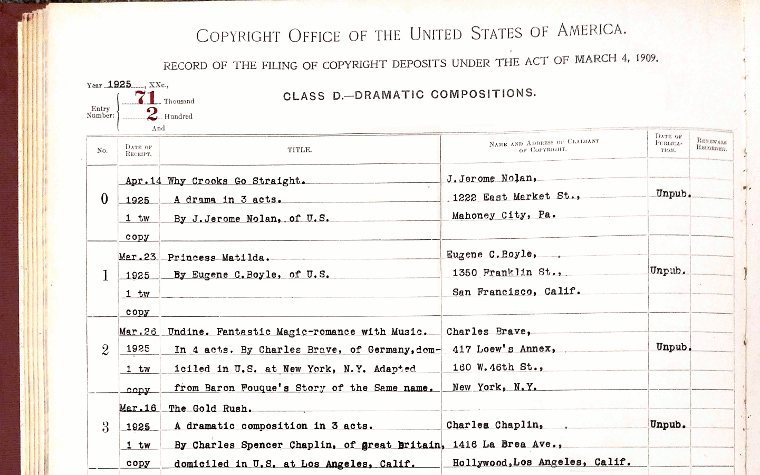 COPYRIGHT OFFICE OF THE UNITED STATES OF AMERICA.
RECORD OF THE FILING OF COPYRIGHT DEPOSITS UNDER THE ACT OF MARCH 4, 1909.
Year 1925, XXc.,
CLASS D.—DRAMATIC COMPOSITIONS.
Entry Number: 71 Thousand
2 Hundred
And
No. DATE OF RECEIPT. TITLE. NAME AND ADDRESS OF CLAIMANT OF COPYRIGHT. DATE OF PUBLICA-TION. RENEWALS RECORDED.
0 Apr.14 Why Crooks Go Straight. J.Jerome Nolan,
1925 A drama in 3 acts. 1222 East Market St., Unpub.
1 tw By J.Jerome Nolan, of U.S. Mahoney City, Pa.
copy
1 Mar.23 Princess Matilda. Eugene C.Boyle,
1925 By Eugene C.Boyle, of U.S. 1350 Franklin St., Unpub.
1 tw San Francisco, Calif.
copy
2 Mar.26 Undine. Fantastic Magic-romance with Music. Charles Brave,
1925 In 4 acts. By Charles Brave, of Germany,dom- 417 Loew's Annex, Unpub.
1 tw iciled in U.S. at New York, N.Y. Adapted 160 W.46th St.,
copy from Baron Fouque's Story of the Same name. New York, N.Y.
3 Mar.16 The Gold Rush.
1925 A dramatic composition in 3 acts. Charles Chaplin, Unpub.
1 tw By Charles Spencer Chaplin, of great Britain, 1416 La Brea Ave.,
copy domiciled in U.S. at Los Angeles, Calif. Hollywood,Los Angeles, Calif.